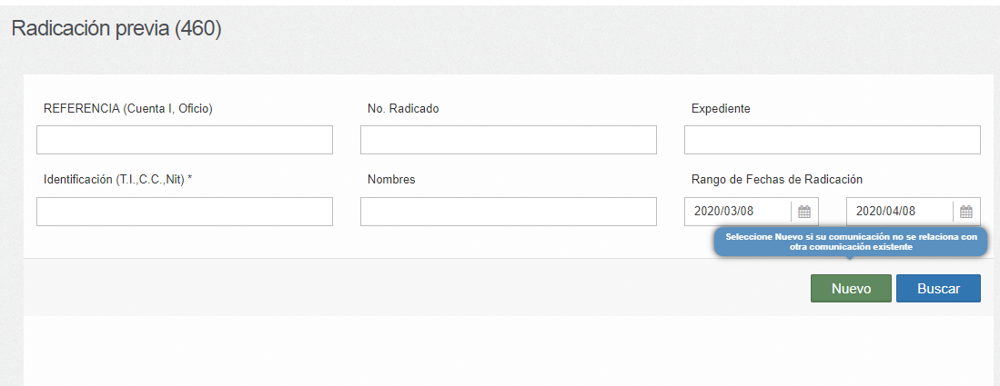 Radicación previa (460)
REFERENCIA (Cuenta I, Oficio)
No. Radicado
Expediente
Identificación (T.I.,C.C.,Nit) *
Nombres
Rango de Fechas de Radicación
2020/03/08
2020/04/08
Seleccione Nuevo si su comunicación no se relaciona con
otra comunicación existente
Nuevo
Buscar